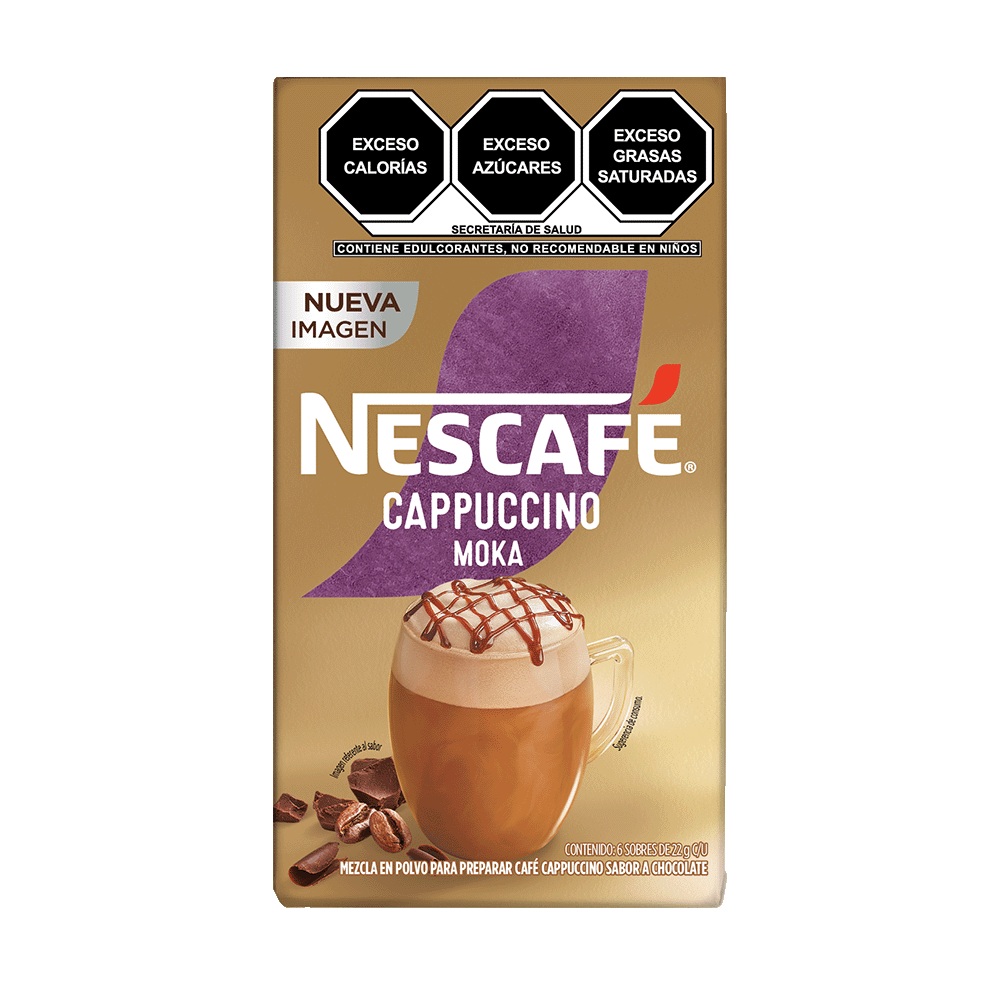 EXCESO
CALORÍAS
EXCESO
AZÚCARES
EXCESO
GRASAS
SATURADAS
SECRETARÍA DE SALUD
CONTIENE EDULCORANTES, NO RECOMENDABLE EN NIÑOS
NUEVA
IMAGEN
NESCAFÉ®
CAPPUCCINO
MOKA
Imagen referente al sabor
Sugerencia de consumo.
CONTENIDO: 6 SOBRES DE 22 g C/U
MEZCLA EN POLVO PARA PREPARAR CAFÉ CAPPUCCINO SABOR A CHOCOLATE